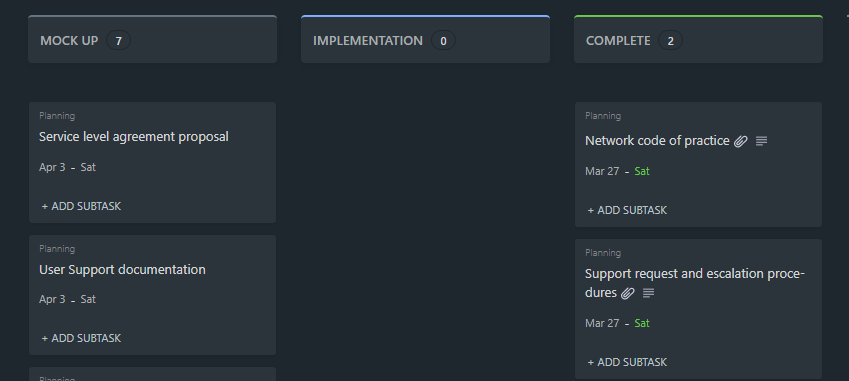 MOCK UP 7
IMPLEMENTATION 0
COMPLETE 2
Planning
Service level agreement proposal
Apr 3 - Sat
+ ADD SUBTASK
Planning
User Support documentation
Apr 3 - Sat
+ ADD SUBTASK
Planning
Planning
Network code of practice
Mar 27 - Sat
+ ADD SUBTASK
Planning
Support request and escalation proce-
dures
Mar 27 - Sat
+ ADD SUBTASK